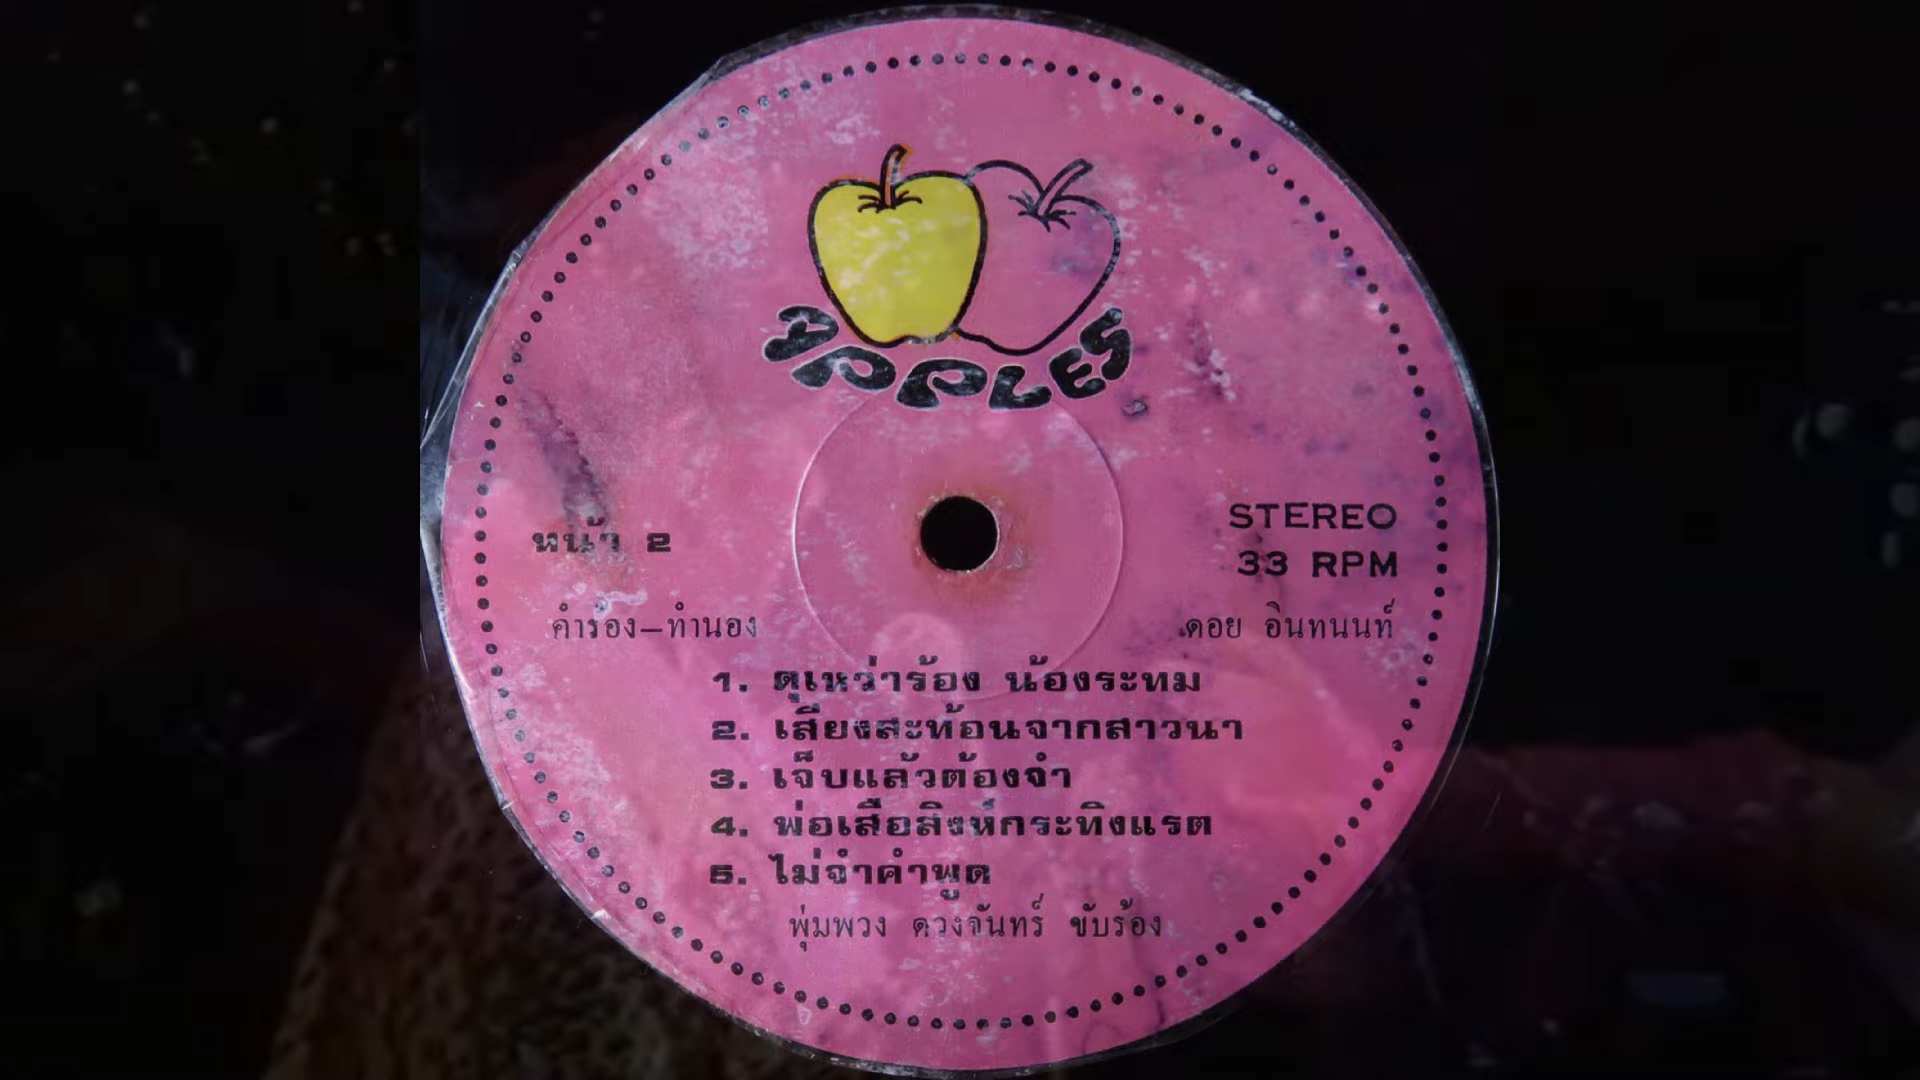 APPLES
หน้า 2
STEREO
33 RPM
คำร้อง–ทำนอง
ดอย อินทนนท์
1. ดุเหว่าร้อง น้องระทม
2. เสียงสะท้อนจากสาวนา
3. เจ็บแล้วต้องจำ
4. พ่อเสือสิงห์กระทิงแรด
5. ไม่จำคำพูด
พุ่มพวง ดวงจันทร์ ขับร้อง